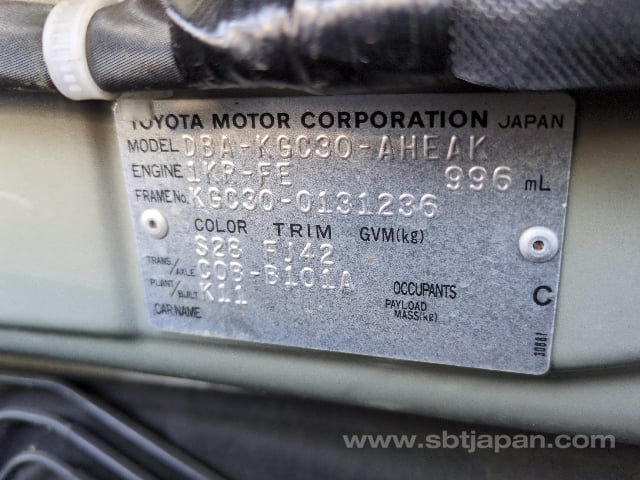 TOYOTA MOTOR CORPORATION JAPAN
MODEL DBA-KGC30-AHEAK
ENGINE 1KR-FE 996 mL
FRAME No. KGC30-0131236
COLOR TRIM GVM(kg)
S28 FJ42
TRANS./AXLE C0B-B101A
PLANT/BUILT K11
OCCUPANTS
C
PAYLOAD MASS(kg)
CAR NAME
30887
www.sbtjapan.com